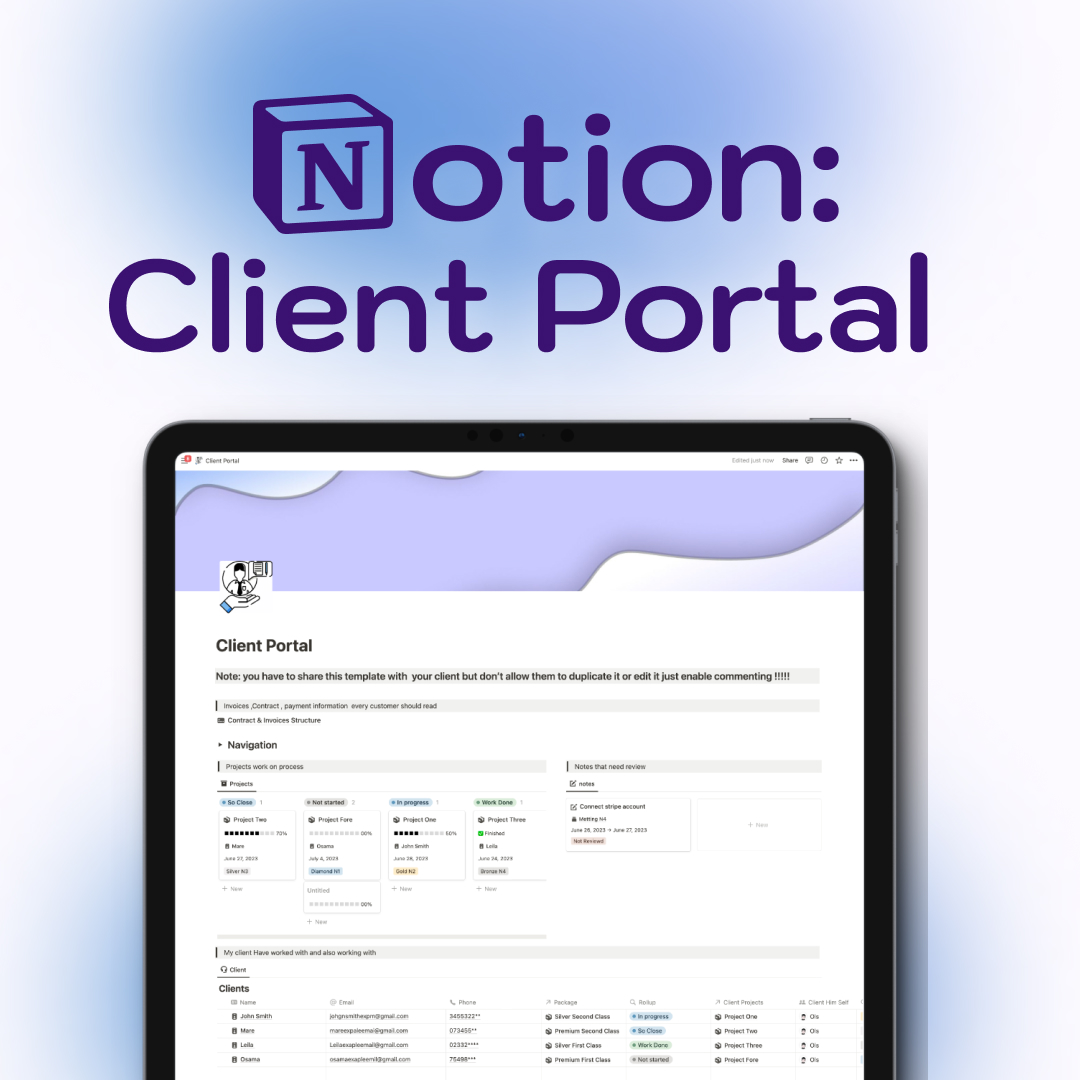 Notion:
Client Portal
Client Portal
Edited just now Share
Client Portal
Note: you have to share this template with your client but don't allow them to duplicate it or edit it just enable commenting !!!!!
Invoices ,Contract , payment information every customer should read
Contract & Invoices Structure
Navigation
Projects work on process
Projects
So Close 1
Not started 2
In progress 1
Work Done 1
Project Two
70%
Mare
June 27, 2023
Silver N3
+ New
Project Fore
00%
Osama
July 4, 2023
Diamond N1
Untitled
00%
+ New
Project One
50%
John Smith
June 28, 2023
Gold N2
+ New
Project Three
Finished
Leila
June 24, 2023
Bronze N4
+ New
Notes that need review
notes
Connect stripe account
Metting N4
June 26, 2023 → June 27, 2023
Not Reviewed
+ New
My client Have worked with and also working with
Client
Clients
Name Email Phone Package Rollup Client Projects Client Him Self
John Smith johgnsmithexpm@gmail.com 3455322** Silver Second Class In progress Project One Ols
Mare mareexpaleemai@gmail.com 073455** Premium Second Class So Close Project Two Ols
Leila Leilaexapleemail@gmail.com 02332**** Silver First Class Work Done Project Three Ols
Osama osamaexapleemil@gmail.com 75498*** Premium First Class Not started Project Fore Ols